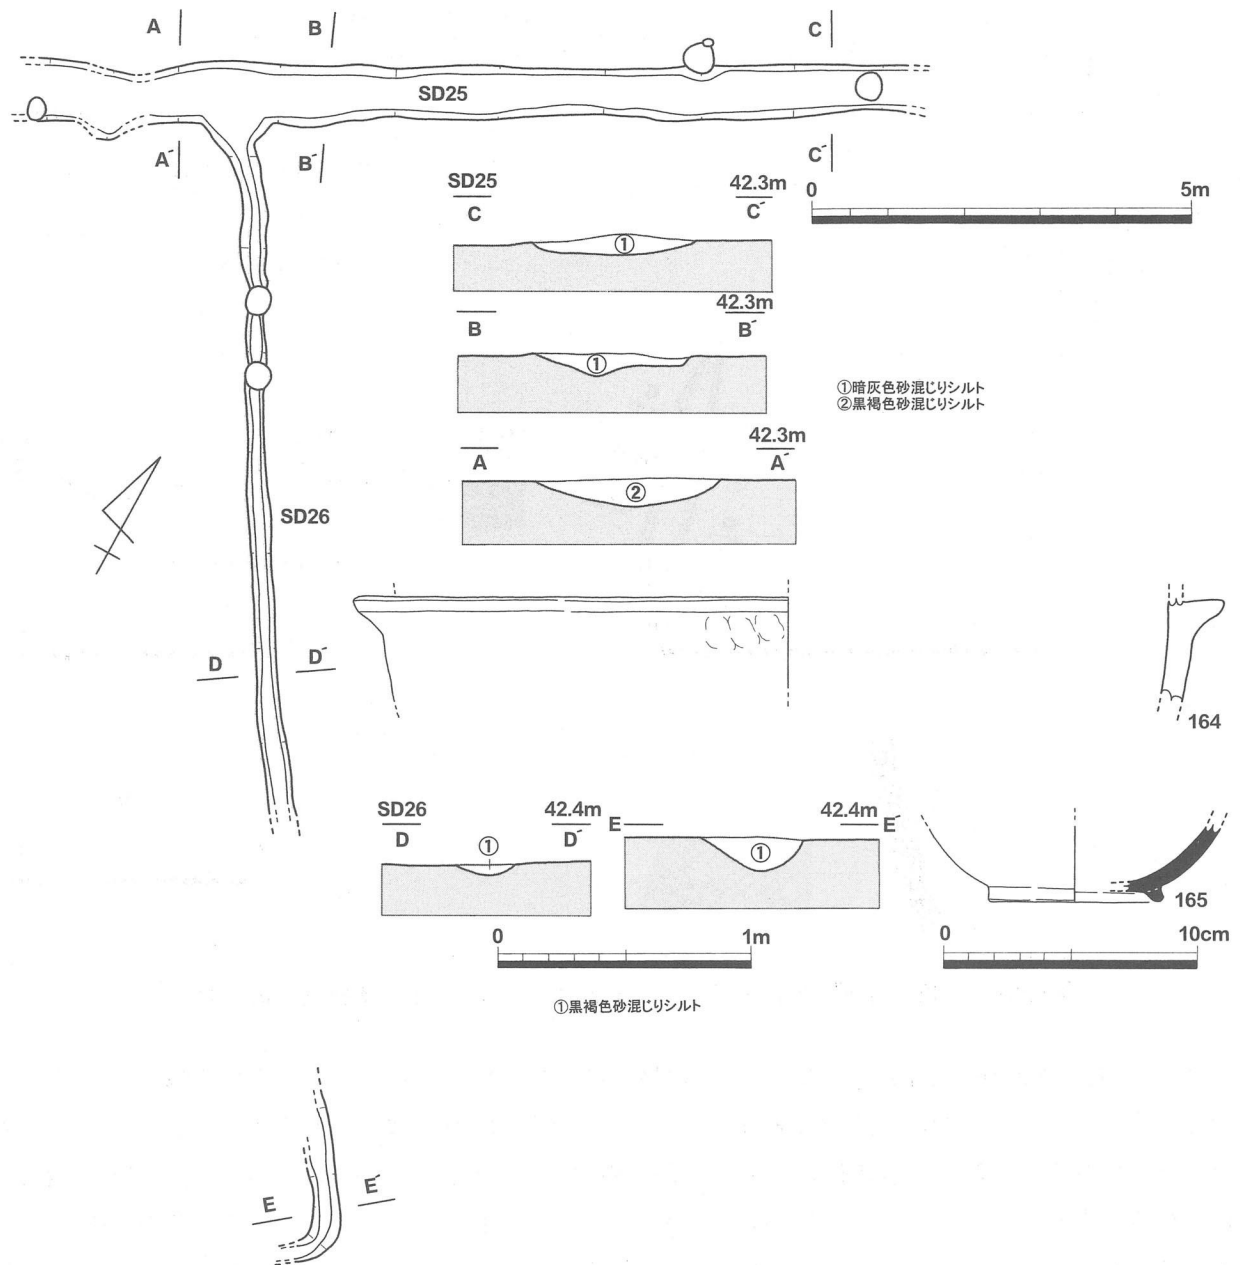 A
B
C
SD25
A´
B´
C´
SD25
42.3m
C
C´
0
5m
①
42.3m
B
B´
①
①暗灰色砂混じりシルト
②黒褐色砂混じりシルト
42.3m
A
A´
②
SD26
D
D´
164
SD26
42.4m
D
D´
①
42.4m
E
E´
①
165
0
1m
0
10cm
①黒褐色砂混じりシルト
E
E´